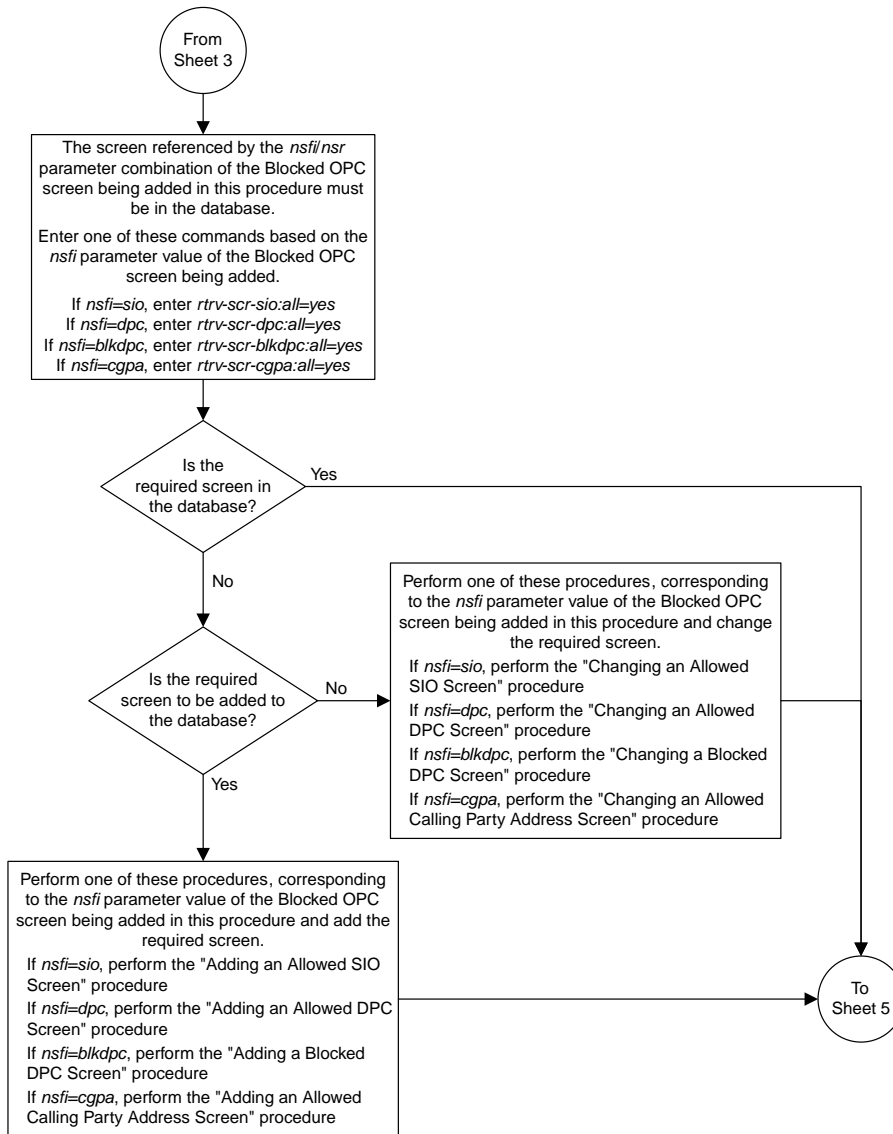 From
Sheet 3
The screen referenced by the nsfi/nsr
parameter combination of the Blocked OPC
screen being added in this procedure must
be in the database.
Enter one of these commands based on the
nsfi parameter value of the Blocked OPC
screen being added.
If nsfi=sio, enter rtrv-scr-sio:all=yes
If nsfi=dpc, enter rtrv-scr-dpc:all=yes
If nsfi=blkdpc, enter rtrv-scr-blkdpc:all=yes
If nsfi=cgpa, enter rtrv-scr-cgpa:all=yes
Is the
required screen in
the database?
Yes
No
Is the required
screen to be added to
the database?
No
Yes
Perform one of these procedures, corresponding
to the nsfi parameter value of the Blocked OPC
screen being added in this procedure and change
the required screen.
If nsfi=sio, perform the "Changing an Allowed
SIO Screen" procedure
If nsfi=dpc, perform the "Changing an Allowed
DPC Screen" procedure
If nsfi=blkdpc, perform the "Changing a Blocked
DPC Screen" procedure
If nsfi=cgpa, perform the "Changing an Allowed
Calling Party Address Screen" procedure
Perform one of these procedures, corresponding
to the nsfi parameter value of the Blocked OPC
screen being added in this procedure and add the
required screen.
If nsfi=sio, perform the "Adding an Allowed SIO
Screen" procedure
If nsfi=dpc, perform the "Adding an Allowed DPC
Screen" procedure
If nsfi=blkdpc, perform the "Adding a Blocked
DPC Screen" procedure
If nsfi=cgpa, perform the "Adding an Allowed
Calling Party Address Screen" procedure
To
Sheet 5